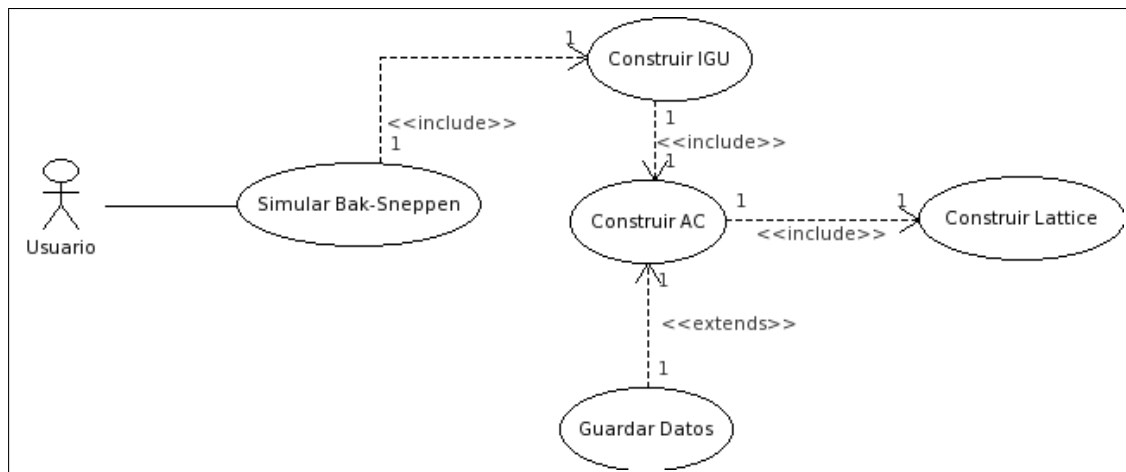 1
Construir IGU
<<include>>
1
1
<<include>>
1
Simular Bak-Sneppen
Usuario
Construir AC
1
1
<<include>>
Construir Lattice
1
<<extends>>
1
Guardar Datos